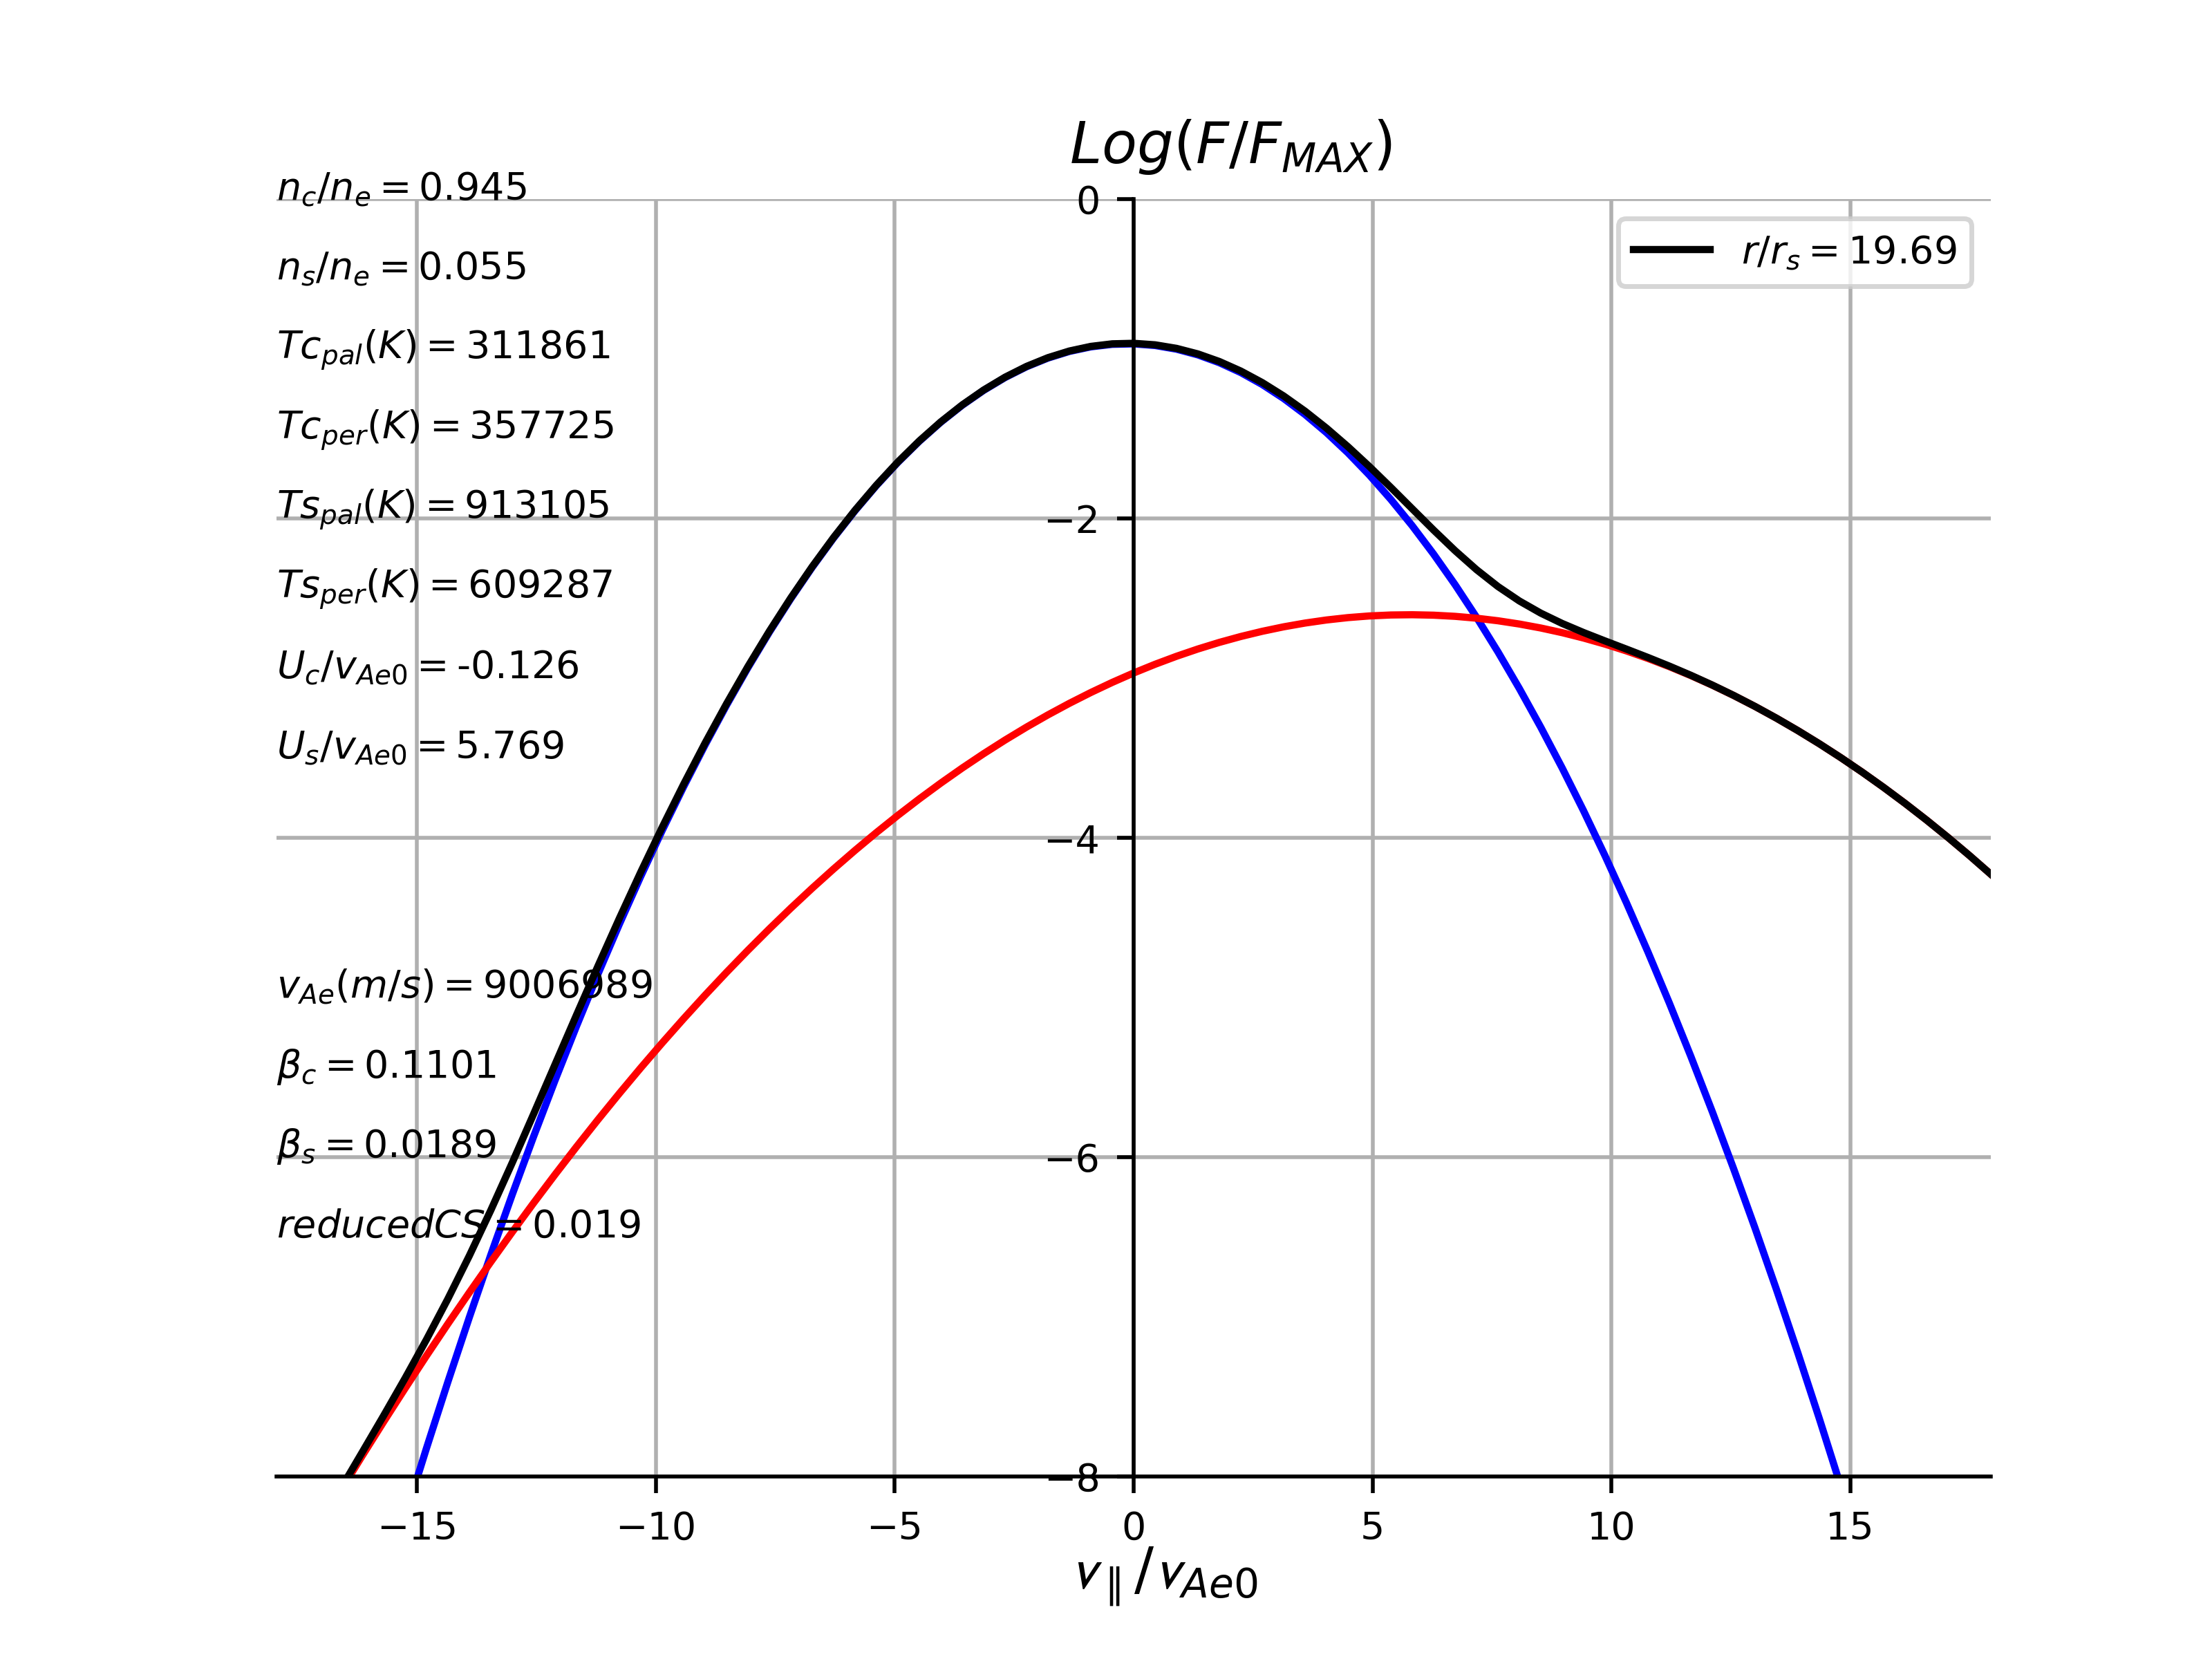 Log(F/F_MAX)
n_c/n_e = 0.945
0
r/r_s = 19.69
n_s/n_e = 0.055
Tc_pal(K) = 311861
Tc_per(K) = 357725
Ts_pal(K) = 913105
−2
Ts_per(K) = 609287
U_c/v_Ae0 = -0.126
U_s/v_Ae0 = 5.769
−4
v_Ae(m/s) = 9006989
β_c = 0.1101
β_s = 0.0189
−6
reducedCS = 0.019
−8
−15 −10 −5 0 5 10 15
v_∥/v_Ae0